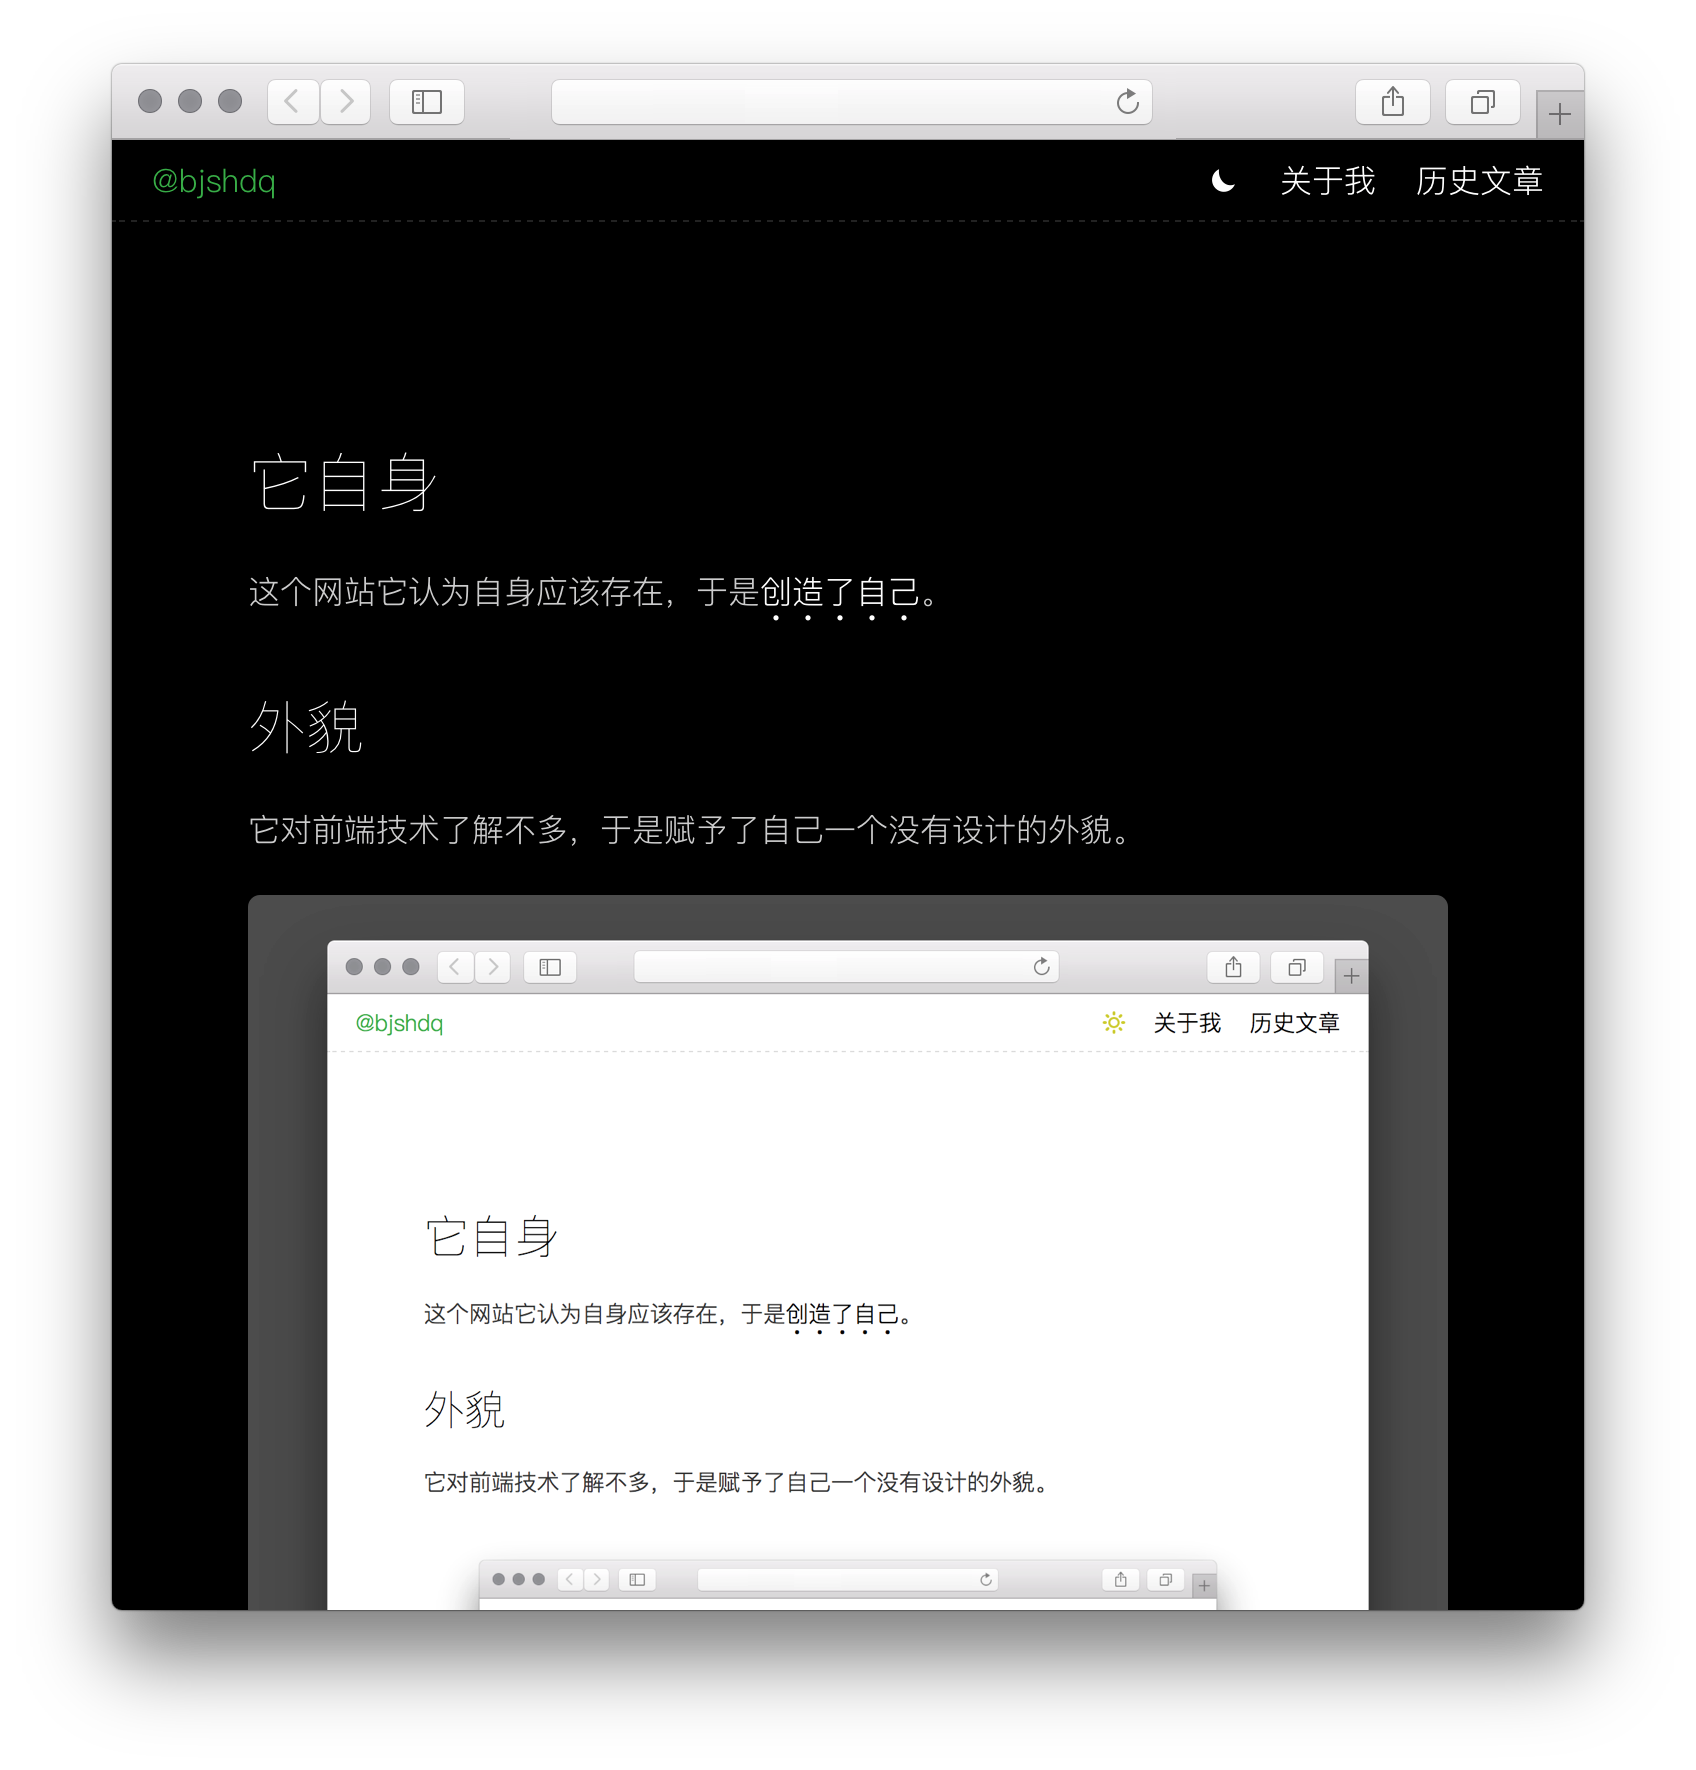 @bjshdq 关于我 历史文章
它自身
这个网站它认为自身应该存在，于是创造了自己。
外貌
它对前端技术了解不多，于是赋予了自己一个没有设计的外貌。
@bjshdq 关于我 历史文章
它自身
这个网站它认为自身应该存在，于是创造了自己。
外貌
它对前端技术了解不多，于是赋予了自己一个没有设计的外貌。